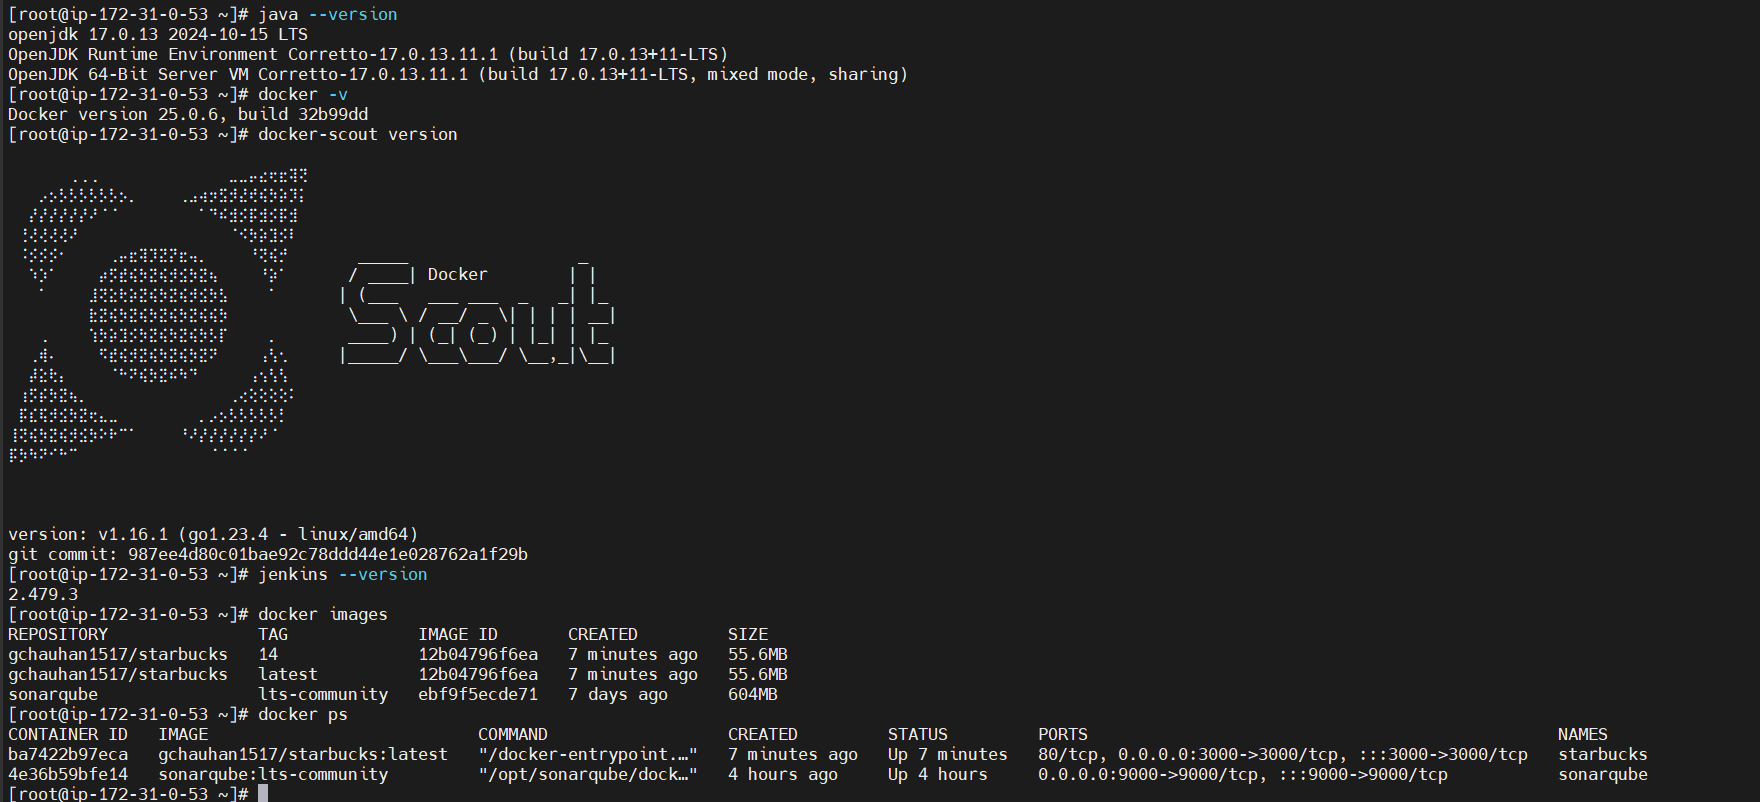 [root@ip-172-31-0-53 ~]# java --version
openjdk 17.0.13 2024-10-15 LTS
OpenJDK Runtime Environment Corretto-17.0.13.11.1 (build 17.0.13+11-LTS)
OpenJDK 64-Bit Server VM Corretto-17.0.13.11.1 (build 17.0.13+11-LTS, mixed mode, sharing)
[root@ip-172-31-0-53 ~]# docker -v
Docker version 25.0.6, build 32b99dd
[root@ip-172-31-0-53 ~]# docker-scout version
Docker
Scout
version: v1.16.1 (go1.23.4 - linux/amd64)
git commit: 987ee4d80c01bae92c78ddd44e1e028762a1f29b
[root@ip-172-31-0-53 ~]# jenkins --version
2.479.3
[root@ip-172-31-0-53 ~]# docker images
REPOSITORY TAG IMAGE ID CREATED SIZE
gchauhan1517/starbucks 14 12b04796f6ea 7 minutes ago 55.6MB
gchauhan1517/starbucks latest 12b04796f6ea 7 minutes ago 55.6MB
sonarqube lts-community ebf9f5ecde71 7 days ago 604MB
[root@ip-172-31-0-53 ~]# docker ps
CONTAINER ID IMAGE COMMAND CREATED STATUS PORTS NAMES
ba7422b97eca gchauhan1517/starbucks:latest "/docker-entrypoint.…" 7 minutes ago Up 7 minutes 80/tcp, 0.0.0.0:3000->3000/tcp, :::3000->3000/tcp starbucks
4e36b59bfe14 sonarqube:lts-community "/opt/sonarqube/dock…" 4 hours ago Up 4 hours 0.0.0.0:9000->9000/tcp, :::9000->9000/tcp sonarqube
[root@ip-172-31-0-53 ~]#